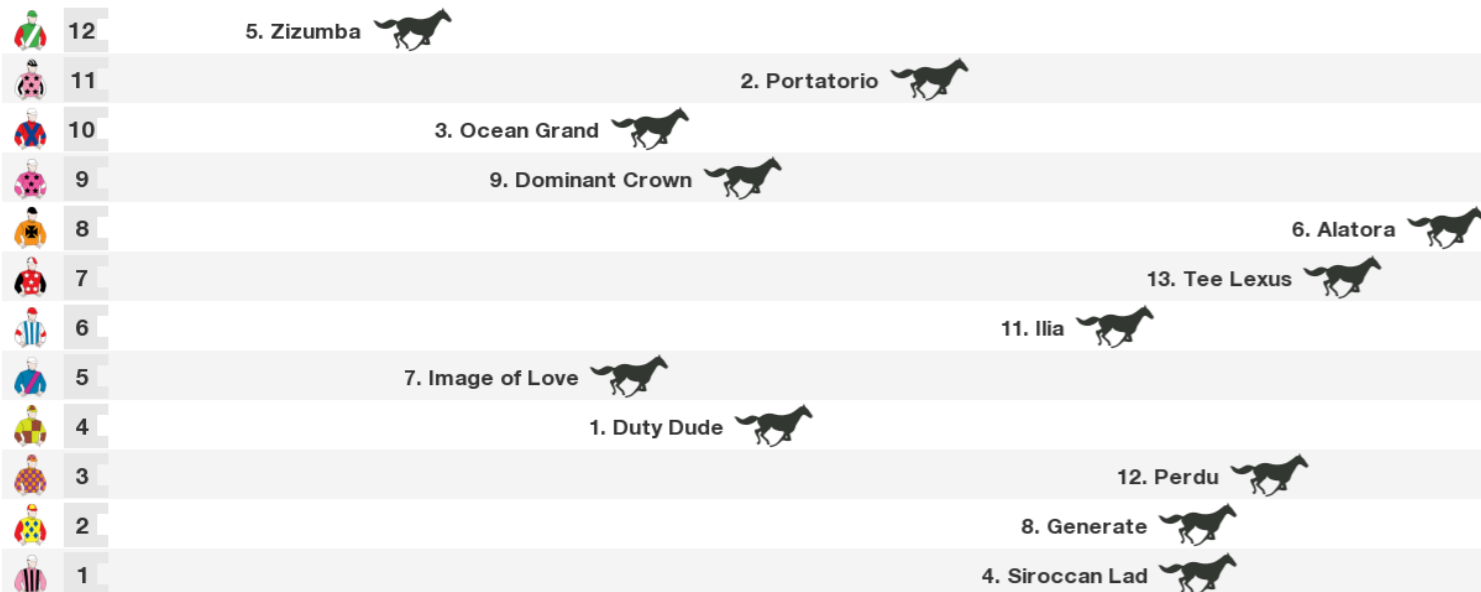 12 5. Zizumba
11 2. Portatorio
10 3. Ocean Grand
9 9. Dominant Crown
8 6. Alatora
7 13. Tee Lexus
6 11. Ilia
5 7. Image of Love
4 1. Duty Dude
3 12. Perdu
2 8. Generate
1 4. Siroccan Lad